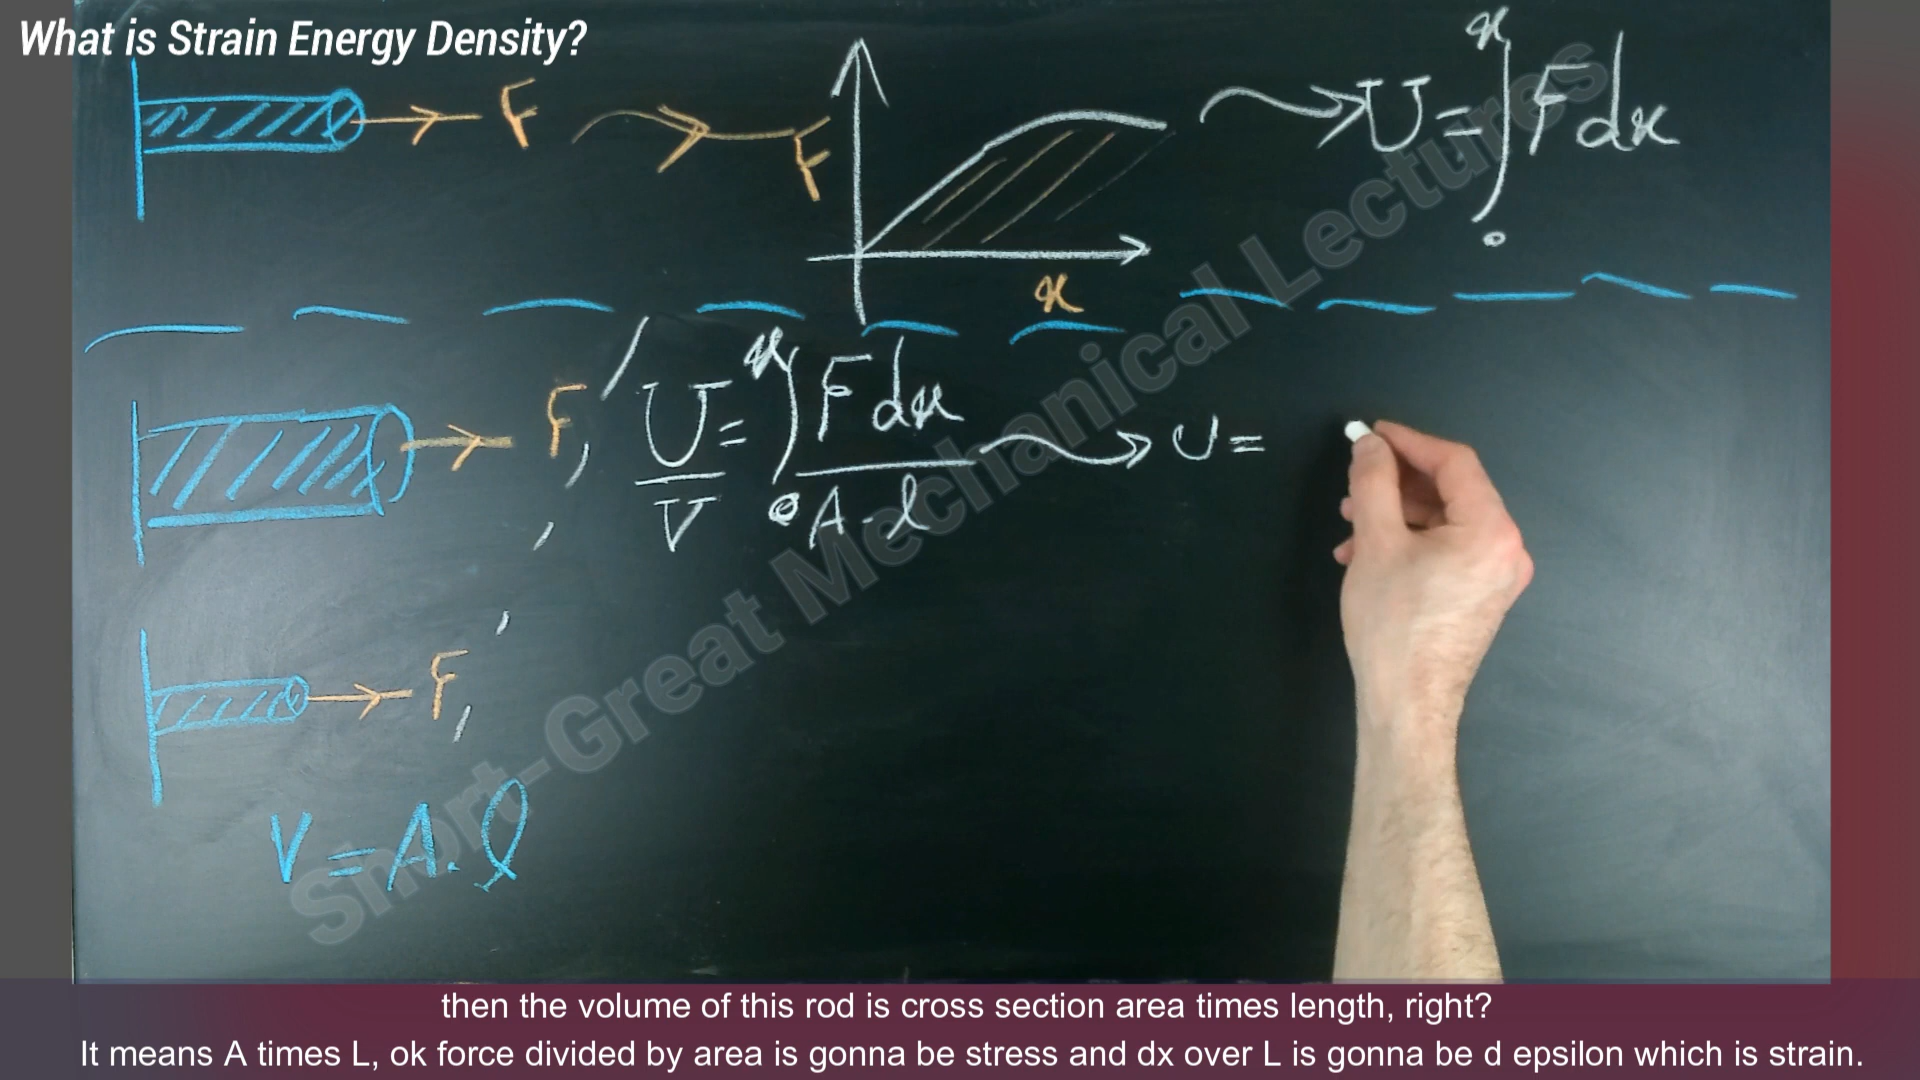 What is Strain Energy Density?
F F x U = ∫₀ˣ F dx
F, U/V = ∫₀ˣ F dx / A · l u =
F,
V = A. l
Short-Great Mechanical Lectures
then the volume of this rod is cross section area times length, right?
It means A times L, ok force divided by area is gonna be stress and dx over L is gonna be d epsilon which is strain.